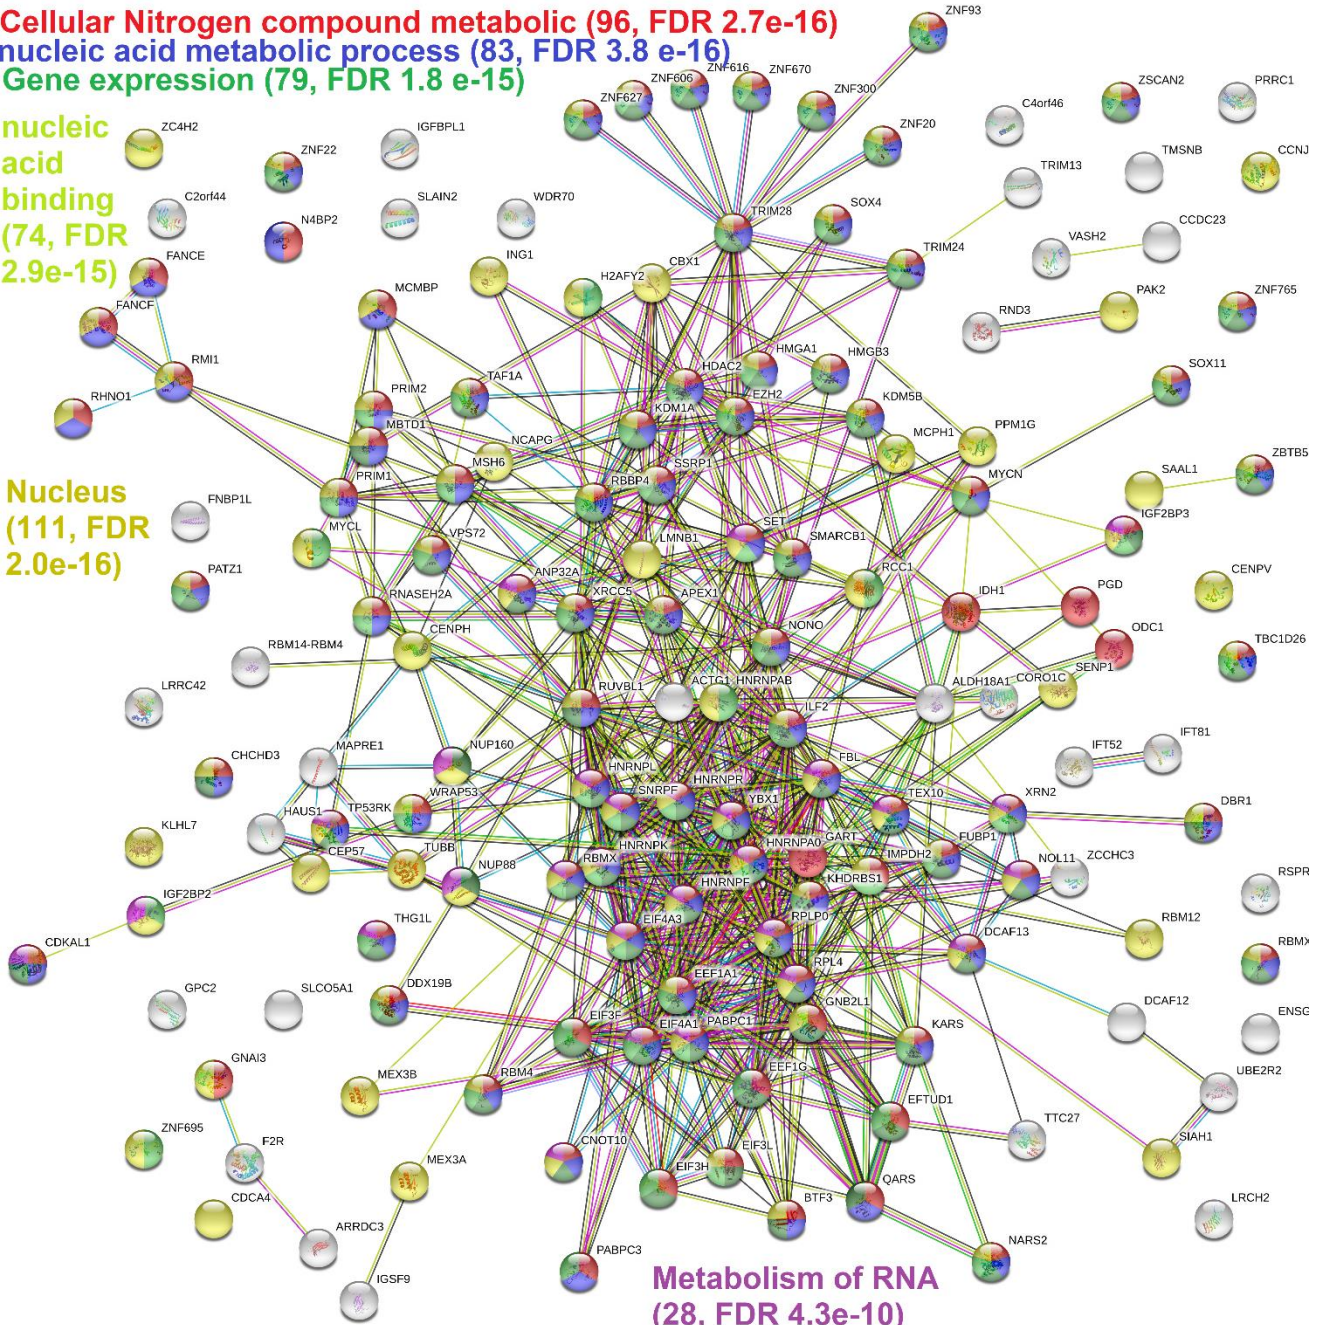 Cellular Nitrogen compound metabolic (96, FDR 2.7e-16)
nucleic acid metabolic process (83, FDR 3.8 e-16)
Gene expression (79, FDR 1.8 e-15)
nucleic
acid
binding
(74, FDR
2.9e-15)
Nucleus
(111, FDR
2.0e-16)
ZNF93
ZNF616
ZNF670
ZNF606
ZNF627
ZNF300
ZNF20
C4orf46
ZSCAN2
PRRC1
ZC4H2
ZNF22
IGFBPL1
TMSNB
CCNJ
TRIM13
C2orf44
N4BP2
SLAIN2
WDR70
TRIM28
SOX4
CCDC23
VASH2
FANCE
ING1
CBX1
TRIM24
H2AFY2
MCMBP
FANCF
PAK2
ZNF765
RND3
RMI1
RHNO1
PRIM2
TAF1A
HDAC2
HMGA1
HMGB3
SOX11
MBTD1
KDM1A
EZH2
KDM5B
NCAPG
MCPH1
PPM1G
MSH6
SSRP1
PRIM1
RBBP4
MYCN
SAAL1
ZBTB5
FNBP1L
IGF2BP3
MYCL
VPS72
LMNB1
SET
SMARCB1
PATZ1
ANP32A
RCC1
CENPV
RNASEH2A
XRCC5
APEX1
IDH1
PGD
ODC1
CENPH
NONO
TBC1D26
RBM14-RBM4
SENP1
RUVBL1
ACTG1
HNRNPAB
ALDH18A1
CORO1C
LRRC42
ILF2
MAPRE1
NUP160
IFT52
IFT81
CHCHD3
HNRNPL
HNRNPR
FBL
WRAP53
SNRPF
TP53RK
YBX1
TEX10
XRN2
DBR1
HAUS1
KLHL7
CEP57
TUBB
HNRNPK
HNRNPA0
GART
FUBP1
IMPDH2
NUP88
RBMX
KHDRBS1
NOL11
ZCCHC3
RSPR
HNRNPF
IGF2BP2
THG1L
EIF4A3
RPLP0
DCAF13
RBM12
CDKAL1
RBMX
RPL4
EEF1A1
GPC2
SLCO5A1
DDX19B
GNB2L1
DCAF12
ENSG
EIF3F
EIF4A1
PABPC1
KARS
GNAI3
MEX3B
RBM4
EEF1G
UBE2R2
EFTUD1
ZNF695
F2R
CNOT10
EIF3L
TTC27
SIAH1
MEX3A
EIF3H
CDCA4
BTF3
QARS
LRCH2
ARRDC3
IGSF9
PABPC3
NARS2
Metabolism of RNA
(28, FDR 4.3e-10)